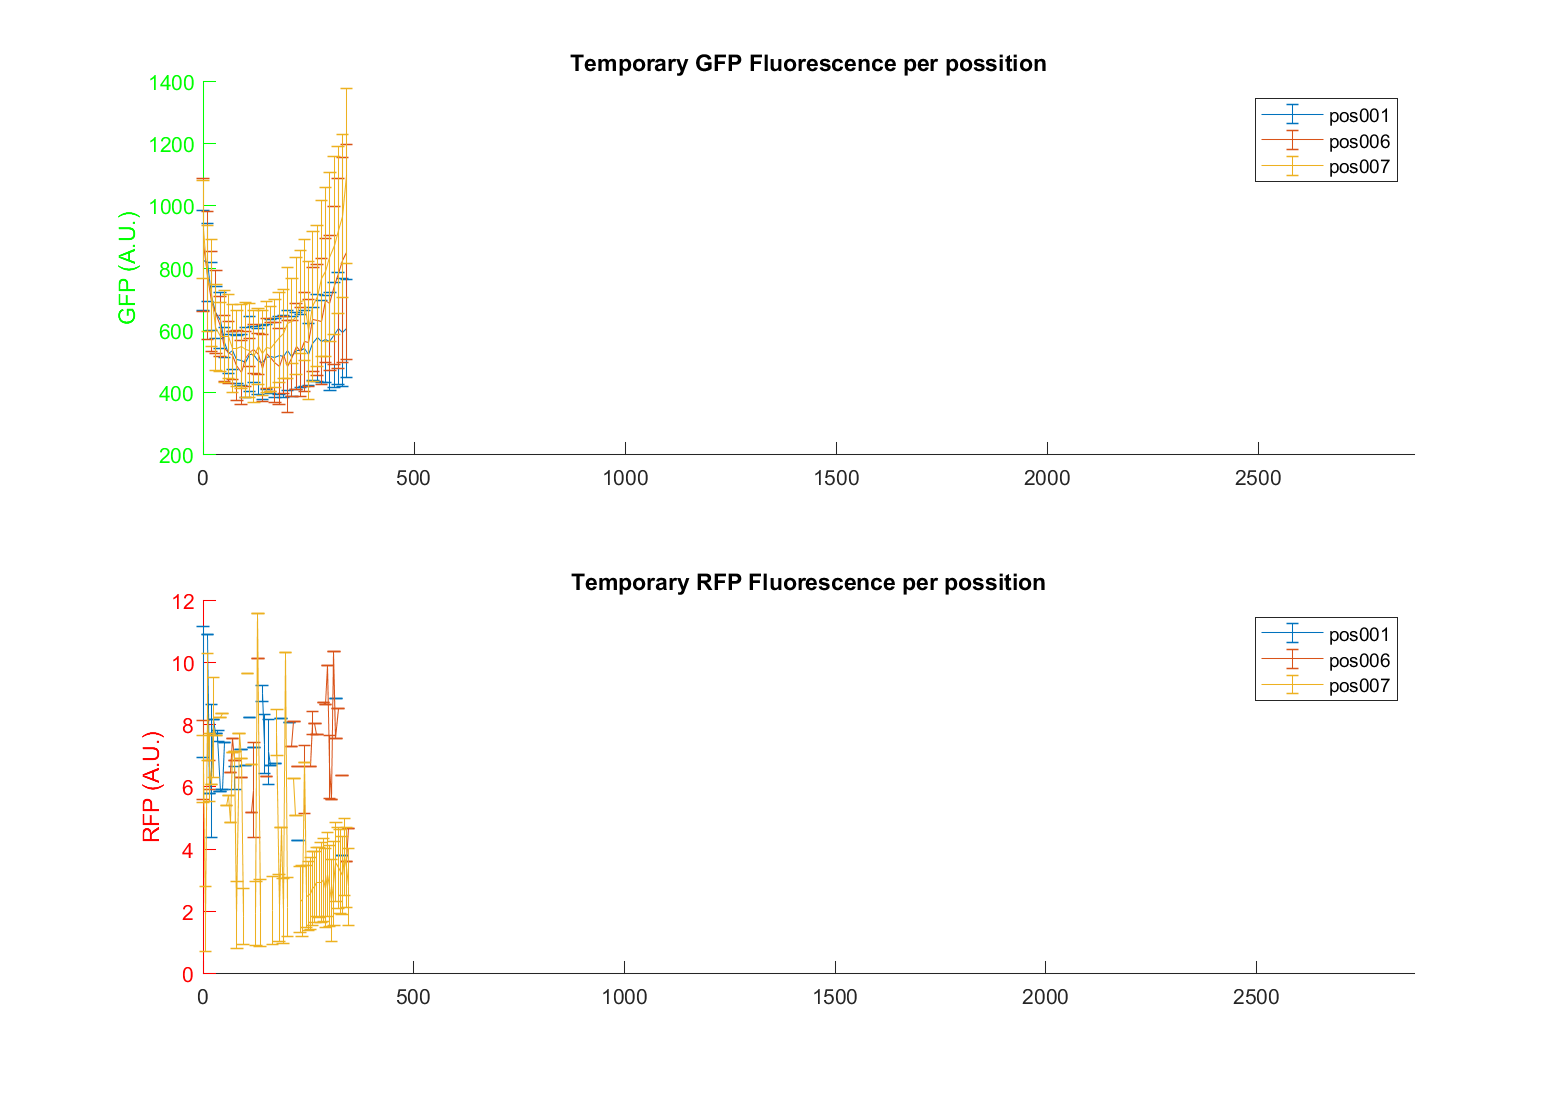 Temporary GFP Fluorescence per possition
GFP (A.U.)
1400
1200
1000
800
600
400
200
0 500 1000 1500 2000 2500
pos001
pos006
pos007
Temporary RFP Fluorescence per possition
RFP (A.U.)
12
10
8
6
4
2
0
0 500 1000 1500 2000 2500
pos001
pos006
pos007